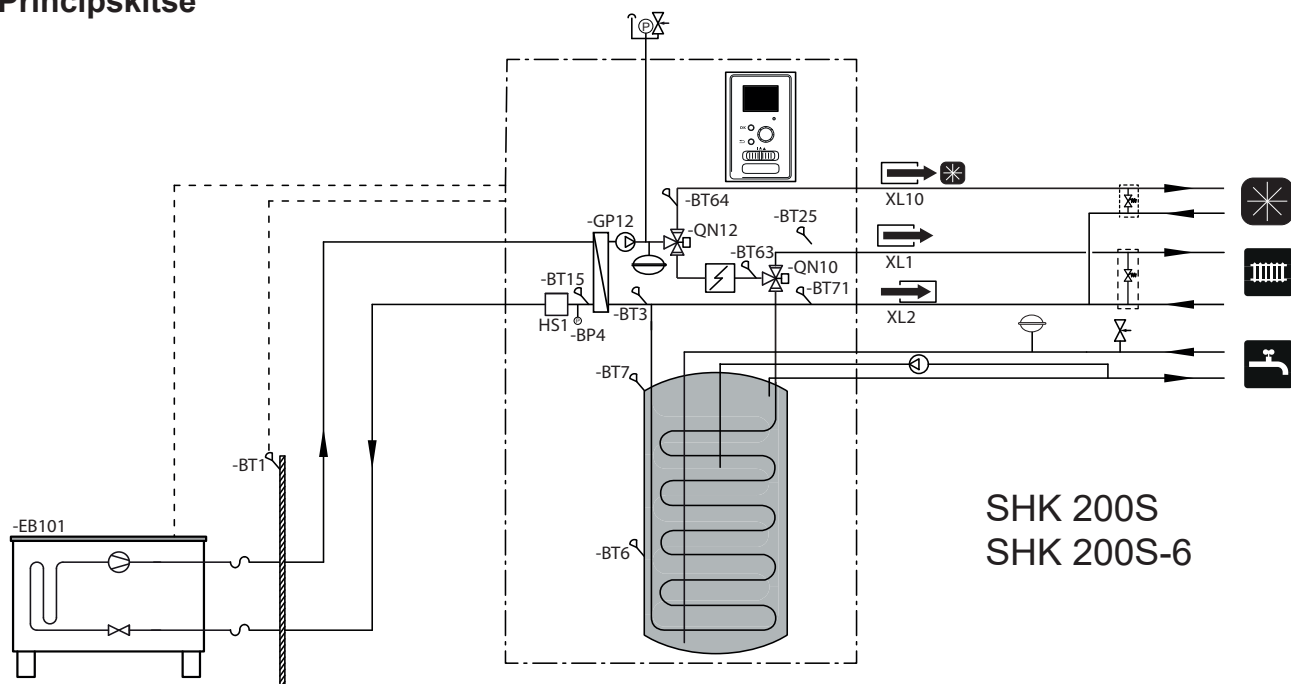 Principskitse
P
OK
-BT64
XL10
-GP12
-QN12
-BT25
-BT63
XL1
-QN10
-BT15
-BT71
HS1
-BP4
P
-BT3
XL2
-BT7
-BT1
SHK 200S
-EB101
SHK 200S-6
-BT6